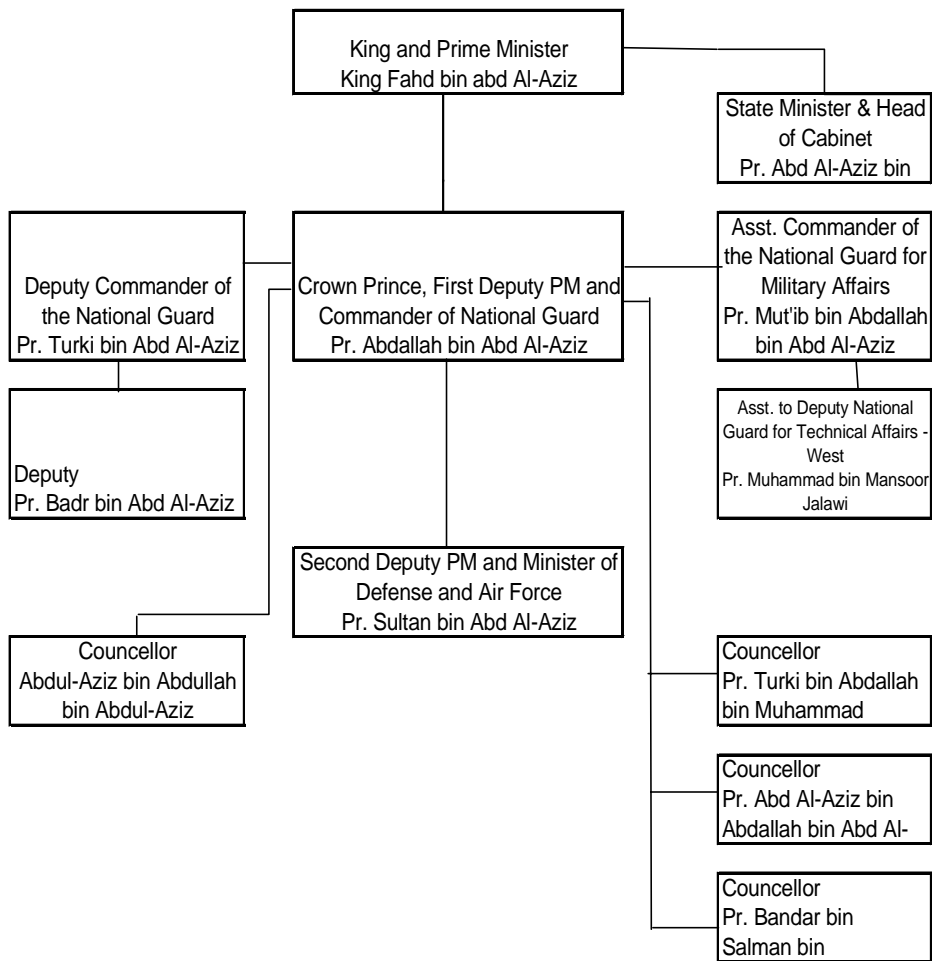 King and Prime Minister
King Fahd bin abd Al-Aziz
State Minister & Head
of Cabinet
Pr. Abd Al-Aziz bin
Deputy Commander of
the National Guard
Pr. Turki bin Abd Al-Aziz
Crown Prince, First Deputy PM and
Commander of National Guard
Pr. Abdallah bin Abd Al-Aziz
Asst. Commander of
the National Guard for
Military Affairs
Pr. Mut'ib bin Abdallah
bin Abd Al-Aziz
Deputy
Pr. Badr bin Abd Al-Aziz
Asst. to Deputy National
Guard for Technical Affairs -
West
Pr. Muhammad bin Mansoor
Jalawi
Second Deputy PM and Minister of
Defense and Air Force
Pr. Sultan bin Abd Al-Aziz
Councellor
Abdul-Aziz bin Abdullah
bin Abdul-Aziz
Councellor
Pr. Turki bin Abdallah
bin Muhammad
Councellor
Pr. Abd Al-Aziz bin
Abdallah bin Abd Al-
Councellor
Pr. Bandar bin
Salman bin